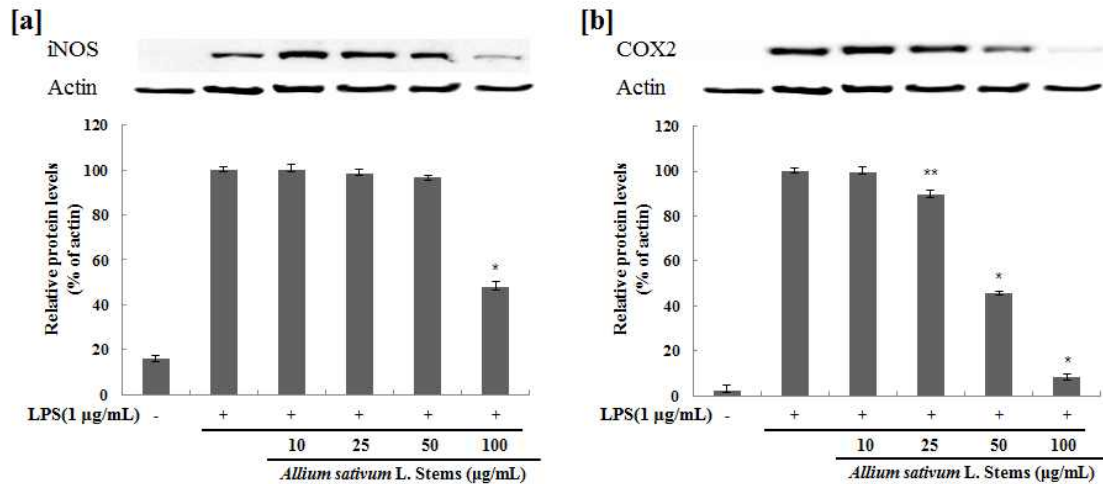 [a]
iNOS
Actin
Relative protein levels
(% of actin)
120
100
80
60
40
20
0
*
LPS(1 µg/mL) - + + + + +
10 25 50 100
Allium sativum L. Stems (µg/mL)
[b]
COX2
Actin
Relative protein levels
(% of actin)
120
100
80
60
40
20
0
**
*
*
LPS(1 µg/mL) - + + + + +
10 25 50 100
Allium sativum L. Stems (µg/mL)